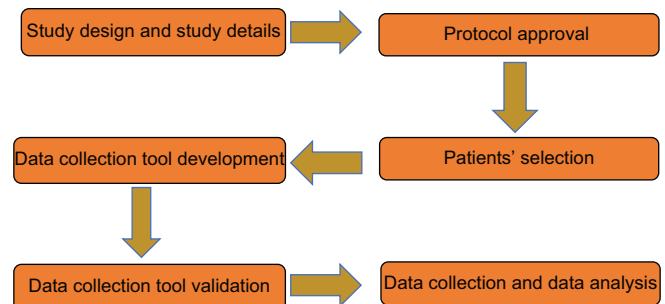 Study design and study details
Protocol approval
Patients’ selection
Data collection tool development
Data collection tool validation
Data collection and data analysis